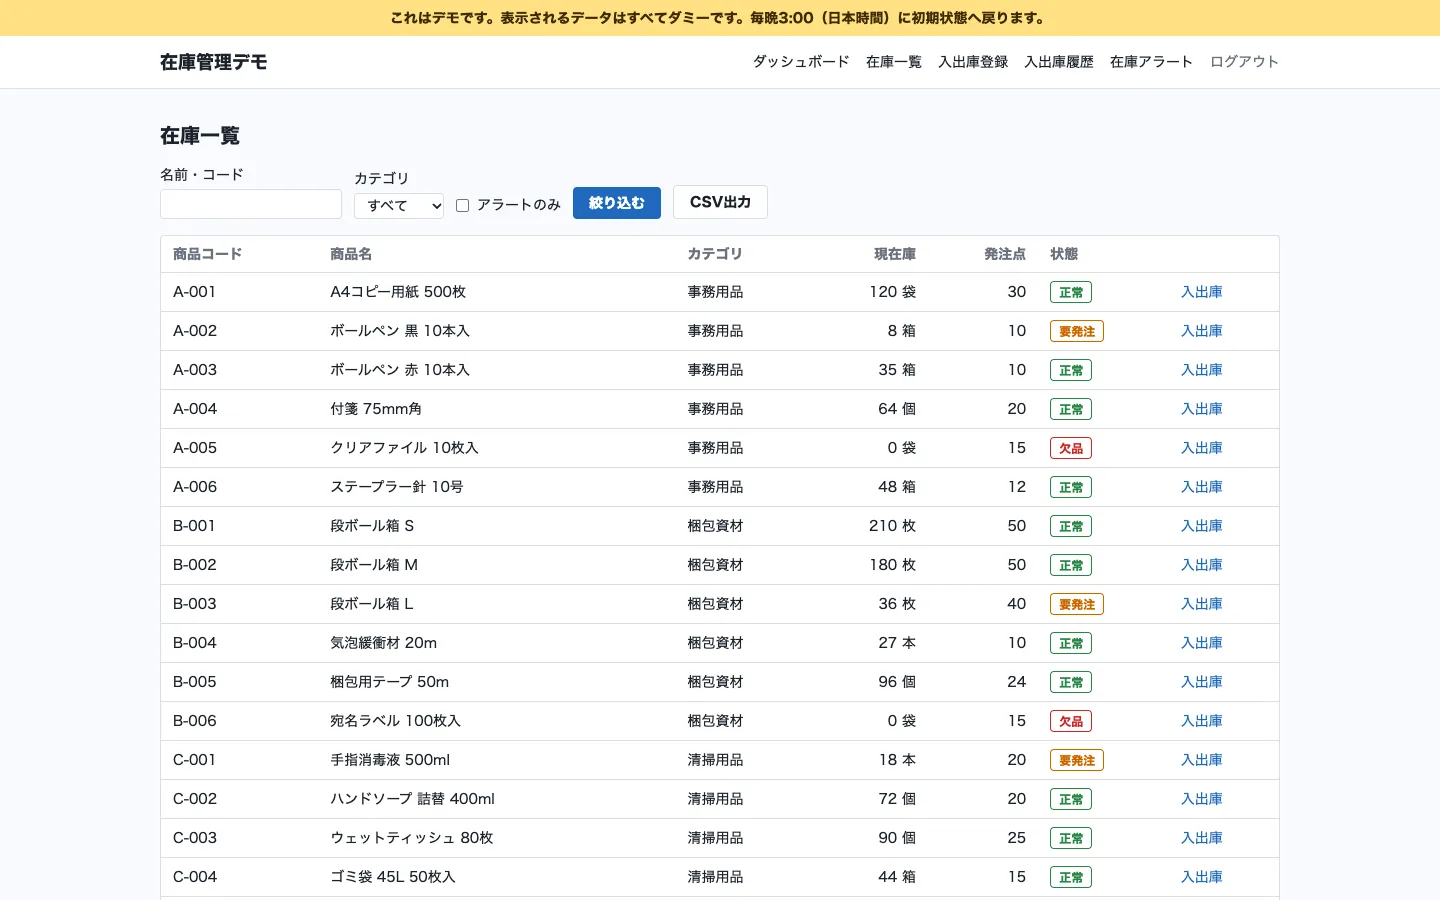 これはデモです。表示されるデータはすべてダミーです。毎晩3:00（日本時間）に初期状態へ戻ります。
在庫管理デモ ダッシュボード 在庫一覧 入出庫登録 入出庫履歴 在庫アラート ログアウト
在庫一覧
名前・コード カテゴリ
すべて アラートのみ 絞り込む CSV出力
商品コード 商品名 カテゴリ 現在庫 発注点 状態
A-001 A4コピー用紙 500枚 事務用品 120 袋 30 正常 入出庫
A-002 ボールペン 黒 10本入 事務用品 8 箱 10 要発注 入出庫
A-003 ボールペン 赤 10本入 事務用品 35 箱 10 正常 入出庫
A-004 付箋 75mm角 事務用品 64 個 20 正常 入出庫
A-005 クリアファイル 10枚入 事務用品 0 袋 15 欠品 入出庫
A-006 ステープラー針 10号 事務用品 48 箱 12 正常 入出庫
B-001 段ボール箱 S 梱包資材 210 枚 50 正常 入出庫
B-002 段ボール箱 M 梱包資材 180 枚 50 正常 入出庫
B-003 段ボール箱 L 梱包資材 36 枚 40 要発注 入出庫
B-004 気泡緩衝材 20m 梱包資材 27 本 10 正常 入出庫
B-005 梱包用テープ 50m 梱包資材 96 個 24 正常 入出庫
B-006 宛名ラベル 100枚入 梱包資材 0 袋 15 欠品 入出庫
C-001 手指消毒液 500ml 清掃用品 18 本 20 要発注 入出庫
C-002 ハンドソープ 詰替 400ml 清掃用品 72 個 20 正常 入出庫
C-003 ウェットティッシュ 80枚 清掃用品 90 個 25 正常 入出庫
C-004 ゴミ袋 45L 50枚入 清掃用品 44 箱 15 正常 入出庫